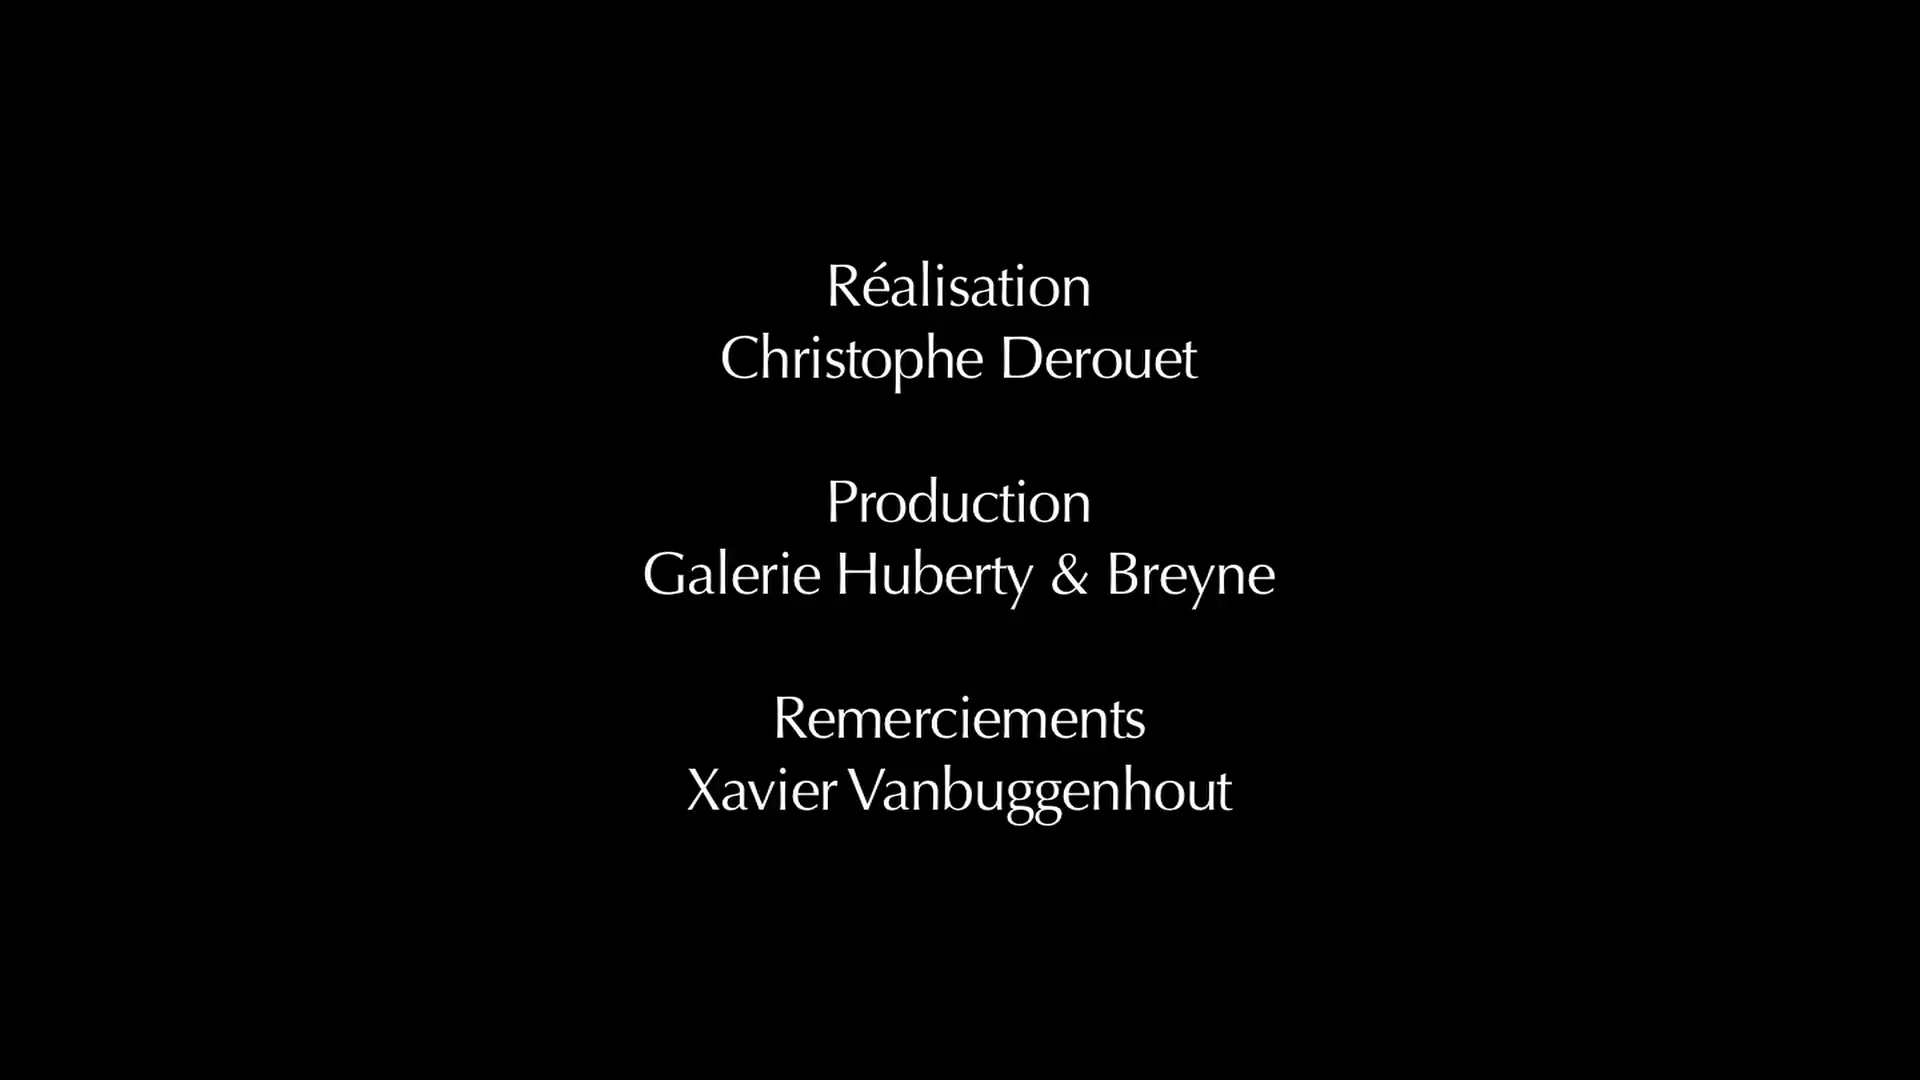 Réalisation
Christophe Derouet
Production
Galerie Huberty & Breyne
Remerciements
Xavier Vanbuggenhout